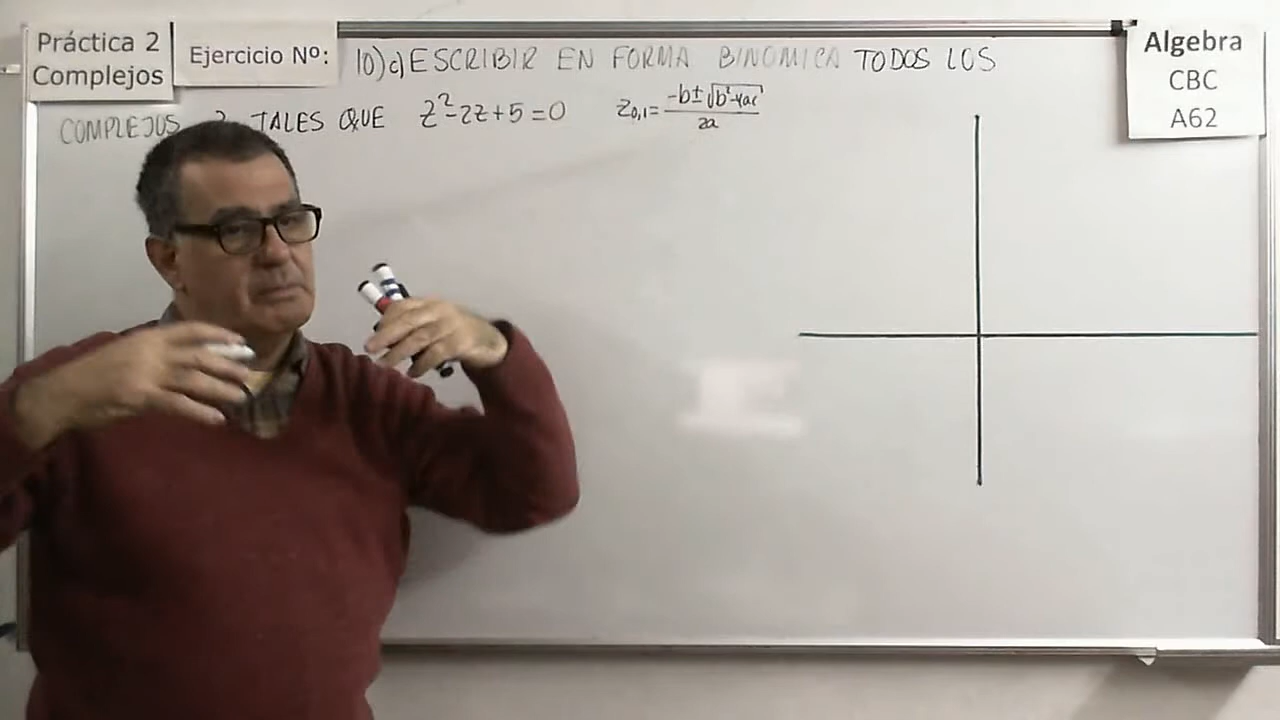 Práctica 2
Complejos
Ejercicio Nº:
10)c) ESCRIBIR EN FORMA BINOMICA TODOS LOS
COMPLEJOS TALES QUE z²-2z+5=0 z₀,₁= (-b±√(b²-4ac))/2a
Algebra
CBC
A62